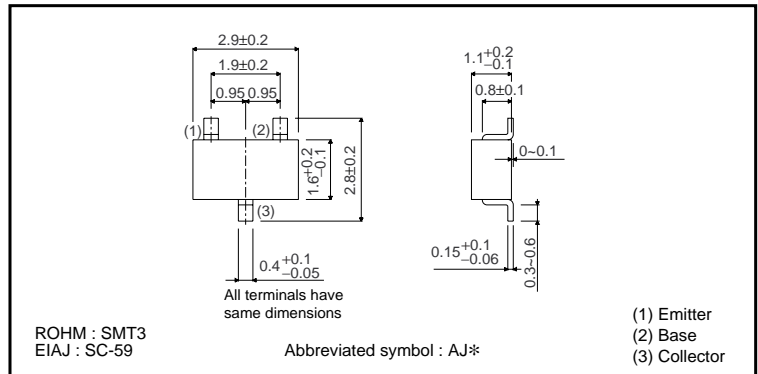 2.9±0.2
1.9±0.2
0.95 0.95
(1)
(2)
(3)
1.6+0.2−0.1
2.8±0.2
0.4+0.1−0.05
All terminals have
same dimensions
1.1+0.2−0.1
0.8±0.1
0~0.1
0.15+0.1−0.06
0.3~0.6
ROHM : SMT3
EIAJ : SC-59
Abbreviated symbol : AJ*
(1) Emitter
(2) Base
(3) Collector